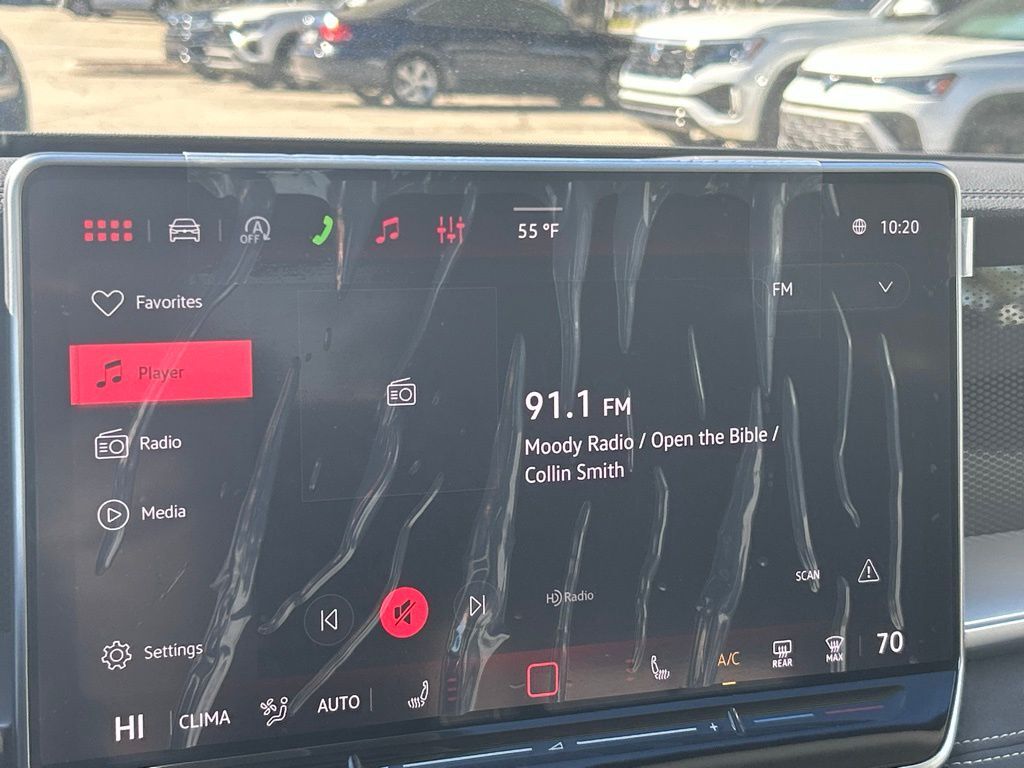 A
OFF
55 °F
10:20
Favorites
FM
Player
91.1 FM
Moody Radio / Open the Bible /
Collin Smith
Radio
Media
SCAN
HD Radio
Settings
A/C
REAR
MAX
70
HI
CLIMA
AUTO